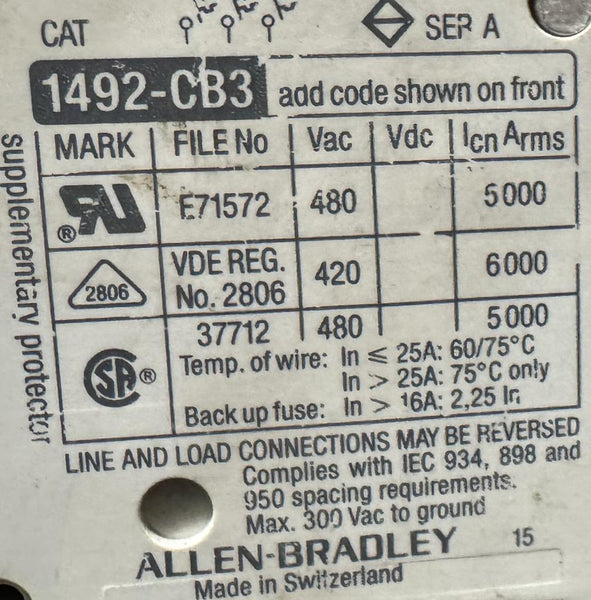 CAT SER A
1492-CB3 add code shown on front
MARK FILE No Vac Vdc Icn Arms
RU ® E71572 480 5000
2806 VDE REG. No. 2806 420 6000
37712 480 5000
SA ®
Temp. of wire: In ≤ 25A: 60/75°C
In > 25A: 75°C only
Back up fuse: In > 16A: 2,25 In
supplementary protector
LINE AND LOAD CONNECTIONS MAY BE REVERSED
Complies with IEC 934, 898 and
950 spacing requirements.
Max. 300 Vac to ground
ALLEN-BRADLEY 15
Made in Switzerland